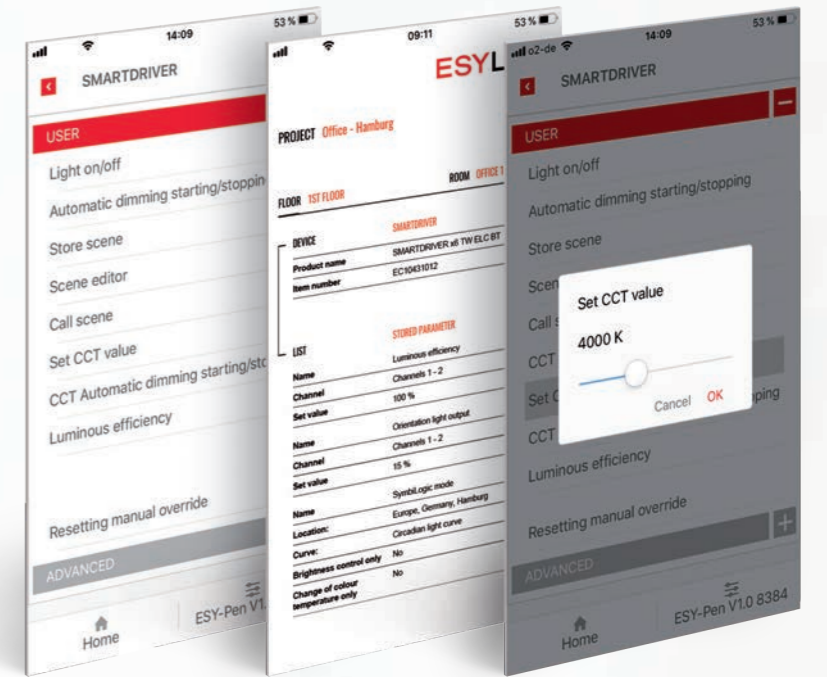 14:09
53 %
SMARTDRIVER
USER
Light on/off
Automatic dimming starting/stoppin
Store scene
Scene editor
Call scene
Set CCT value
CCT Automatic dimming starting/sto
Luminous efficiency
Resetting manual override
ADVANCED
Home
ESY-Pen V1.
09:11
53 %
ESYL
PROJECT Office - Hamburg
FLOOR 1ST FLOOR
ROOM OFFICE 1
DEVICE SMARTDRIVER
Product name SMARTDRIVER x6 TW ELC BT
Item number EC10431012
LIST STORED PARAMETER
Name Luminous efficiency
Channel Channels 1 - 2
Set value 100 %
Name Orientation light output
Channel Channels 1 - 2
Set value 15 %
Name SymbiLogic mode
Location: Europe, Germany, Hamburg
Curve: Circadian light curve
Brightness control only No
Change of colour No
temperature only
o2-de
14:09
53 %
SMARTDRIVER
USER
Light on/off
Automatic dimming starting/stopping
Store scene
Scen
Call s
CCT
Set C
CCT
pping
Luminous efficiency
Resetting manual override
ADVANCED
Home
ESY-Pen V1.0 8384
Set CCT value
4000 K
Cancel OK